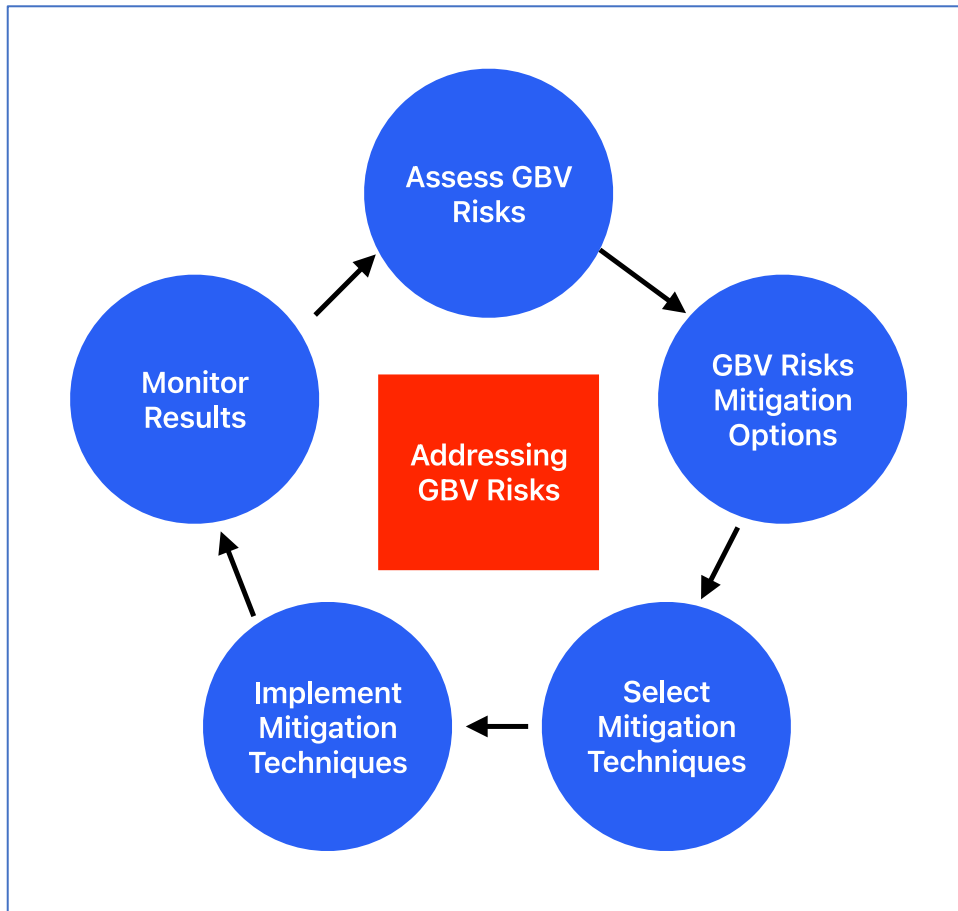 Assess GBV
Risks
GBV Risks
Mitigation
Options
Select
Mitigation
Techniques
Implement
Mitigation
Techniques
Monitor
Results
Addressing
GBV Risks